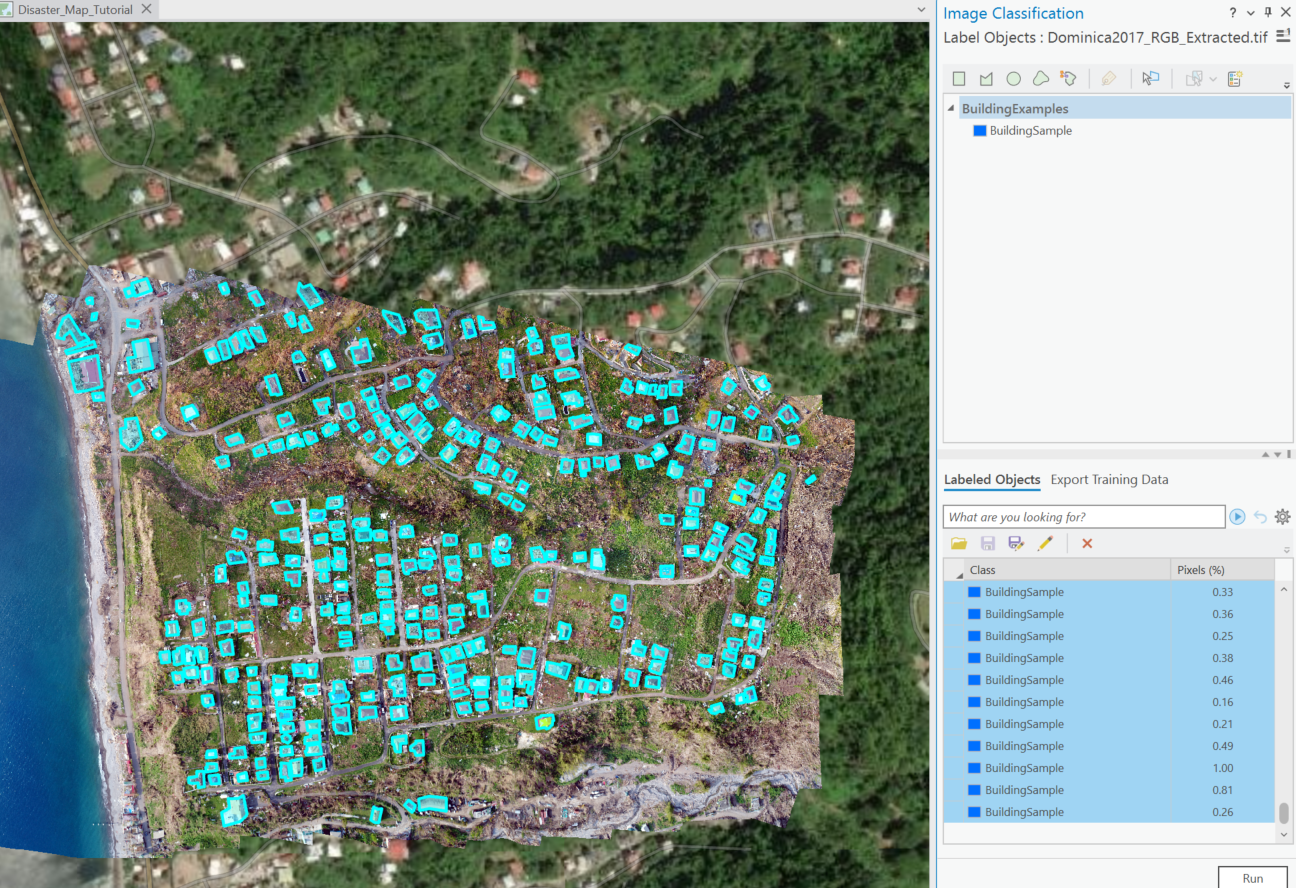 Disaster_Map_Tutorial
Image Classification
Label Objects : Dominica2017_RGB_Extracted.tif
BuildingExamples
BuildingSample
Labeled Objects Export Training Data
What are you looking for?
Class Pixels (%)
BuildingSample 0.33
BuildingSample 0.36
BuildingSample 0.25
BuildingSample 0.38
BuildingSample 0.46
BuildingSample 0.16
BuildingSample 0.21
BuildingSample 0.49
BuildingSample 1.00
BuildingSample 0.81
BuildingSample 0.26
Run